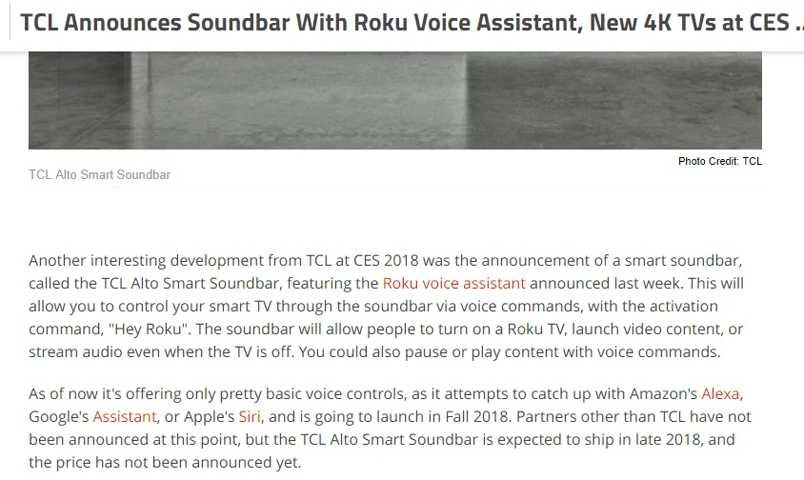 TCL Announces Soundbar With Roku Voice Assistant, New 4K TVs at CES ..
Photo Credit: TCL
TCL Alto Smart Soundbar
Another interesting development from TCL at CES 2018 was the announcement of a smart soundbar,
called the TCL Alto Smart Soundbar, featuring the Roku voice assistant announced last week. This will
allow you to control your smart TV through the soundbar via voice commands, with the activation
command, "Hey Roku". The soundbar will allow people to turn on a Roku TV, launch video content, or
stream audio even when the TV is off. You could also pause or play content with voice commands.
As of now it's offering only pretty basic voice controls, as it attempts to catch up with Amazon's Alexa,
Google's Assistant, or Apple's Siri, and is going to launch in Fall 2018. Partners other than TCL have not
been announced at this point, but the TCL Alto Smart Soundbar is expected to ship in late 2018, and
the price has not been announced yet.